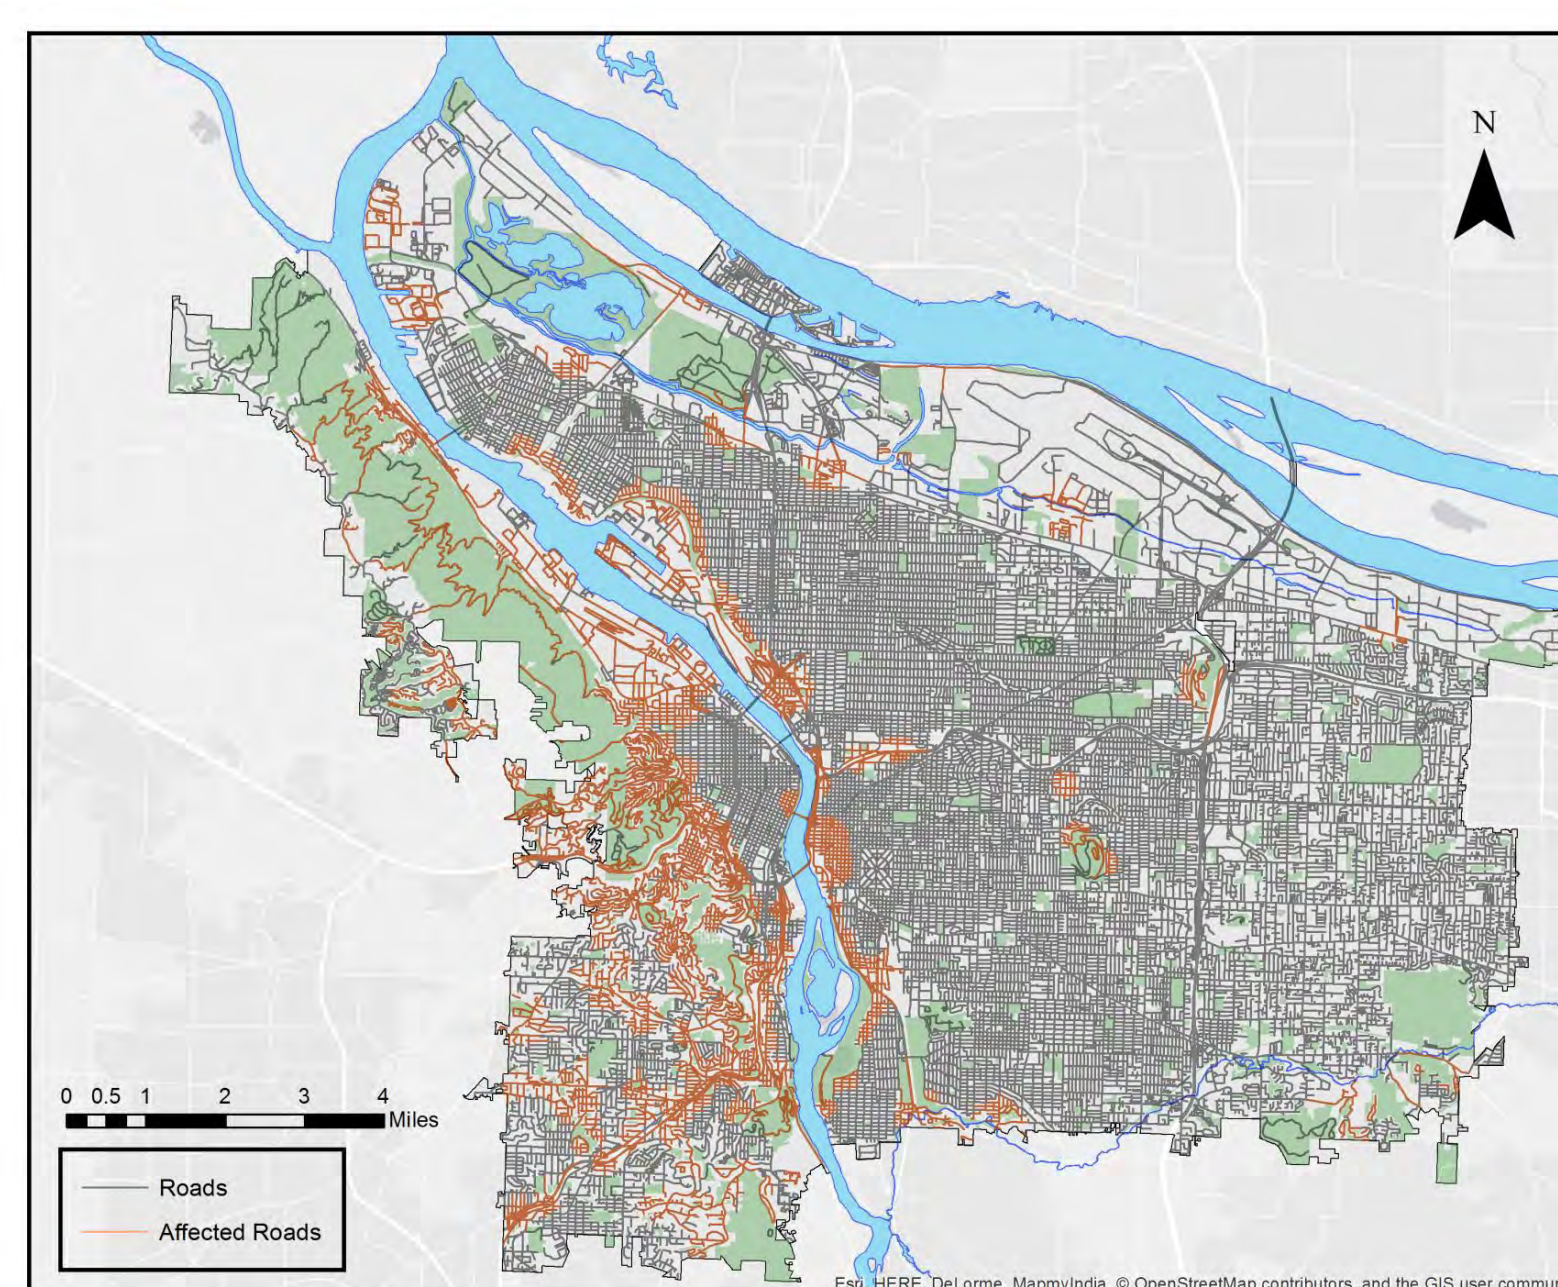 N
0 0.5 1 2 3 4
Miles
Roads
Affected Roads
Esri, HERE, DeLorme, MapmyIndia, © OpenStreetMap contributors, and the GIS user commu